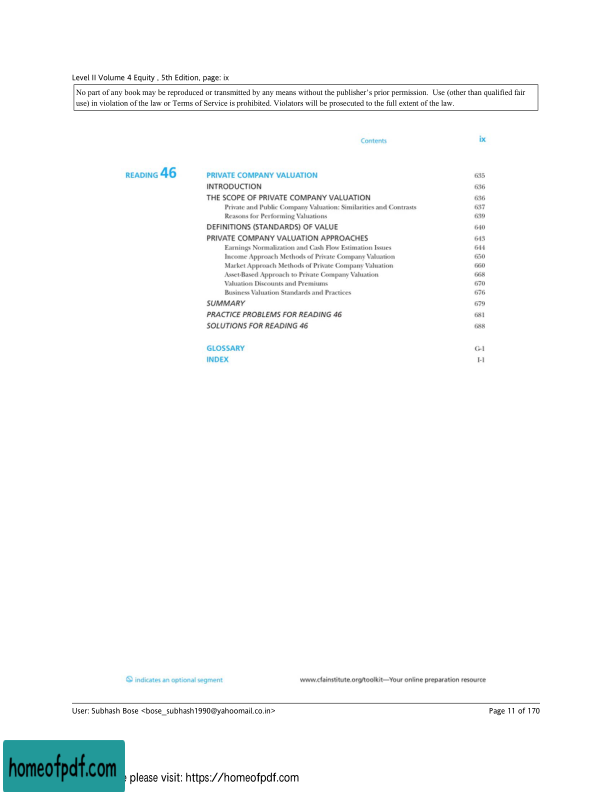 Level II Volume 4 Equity , 5th Edition, page: ix
No part of any book may be reproduced or transmitted by any means without the publisher's prior permission. Use (other than qualified fair
use) in violation of the law or Terms of Service is prohibited. Violators will be prosecuted to the full extent of the law.
Contents ix
READING 46 PRIVATE COMPANY VALUATION 635
INTRODUCTION 636
THE SCOPE OF PRIVATE COMPANY VALUATION 636
Private and Public Company Valuation: Similarities and Contrasts 637
Reasons for Performing Valuations 639
DEFINITIONS (STANDARDS) OF VALUE 640
PRIVATE COMPANY VALUATION APPROACHES 643
Earnings Normalization and Cash Flow Estimation Issues 644
Income Approach Methods of Private Company Valuation 650
Market Approach Methods of Private Company Valuation 660
Asset-Based Approach to Private Company Valuation 668
Valuation Discounts and Premiums 670
Business Valuation Standards and Practices 676
SUMMARY 679
PRACTICE PROBLEMS FOR READING 46 681
SOLUTIONS FOR READING 46 688
GLOSSARY G-1
INDEX I-1
indicates an optional segment www.cfainstitute.org/toolkit—Your online preparation resource
User: Subhash Bose <bose_subhash1990@yahoomail.co.in> Page 11 of 170
homeofpdf.com
please visit: https://homeofpdf.com